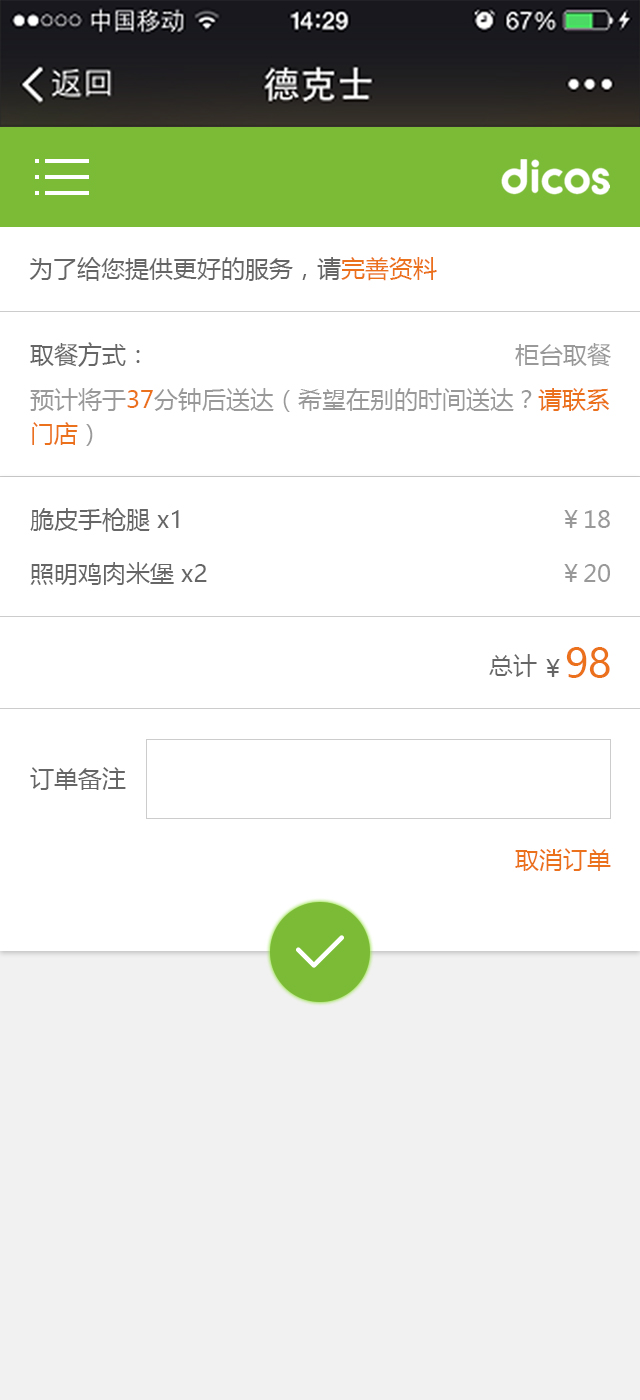 中国移动 14:29 67%
返回 德克士
dicos
为了给您提供更好的服务，请完善资料
取餐方式： 柜台取餐
预计将于37分钟后送达（希望在别的时间送达？请联系
门店）
脆皮手枪腿 x1 ¥18
照明鸡肉米堡 x2 ¥20
总计 ¥98
订单备注
取消订单